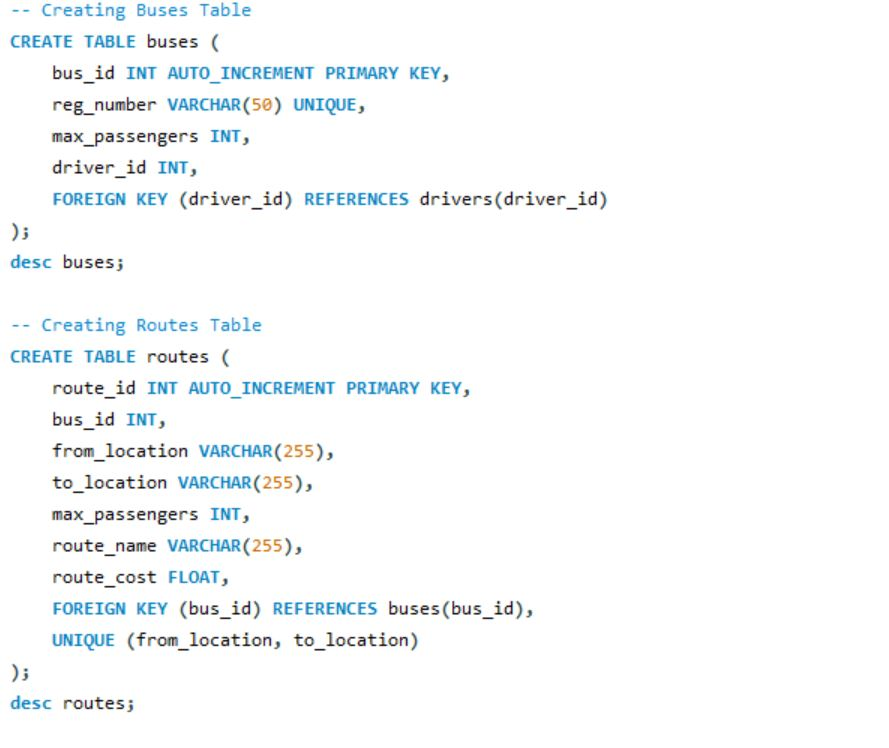 -- Creating Buses Table
CREATE TABLE buses (
    bus_id INT AUTO_INCREMENT PRIMARY KEY,
    reg_number VARCHAR(50) UNIQUE,
    max_passengers INT,
    driver_id INT,
    FOREIGN KEY (driver_id) REFERENCES drivers(driver_id)
);
desc buses;

-- Creating Routes Table
CREATE TABLE routes (
    route_id INT AUTO_INCREMENT PRIMARY KEY,
    bus_id INT,
    from_location VARCHAR(255),
    to_location VARCHAR(255),
    max_passengers INT,
    route_name VARCHAR(255),
    route_cost FLOAT,
    FOREIGN KEY (bus_id) REFERENCES buses(bus_id),
    UNIQUE (from_location, to_location)
);
desc routes;